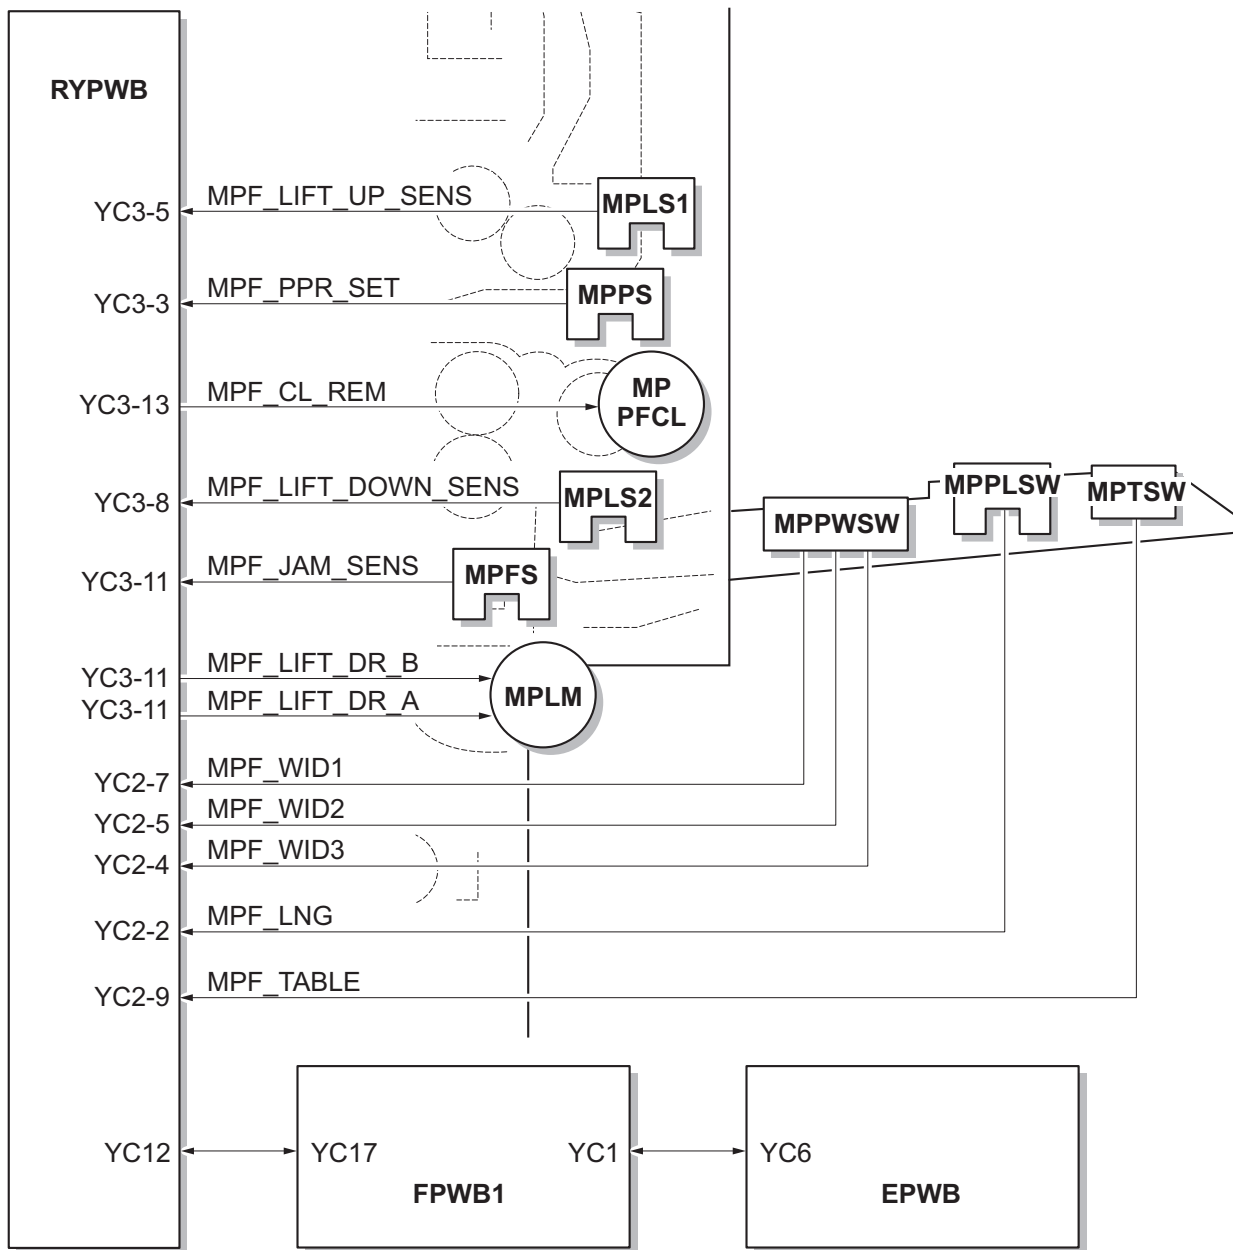 RYPWB
YC3-5 MPF_LIFT_UP_SENS MPLS1
YC3-3 MPF_PPR_SET MPPS
YC3-13 MPF_CL_REM MP
PFCL
YC3-8 MPF_LIFT_DOWN_SENS MPLS2 MPPWSW MPPLSW MPTSW
YC3-11 MPF_JAM_SENS MPFS
YC3-11 MPF_LIFT_DR_B
YC3-11 MPF_LIFT_DR_A MPLM
YC2-7 MPF_WID1
YC2-5 MPF_WID2
YC2-4 MPF_WID3
YC2-2 MPF_LNG
YC2-9 MPF_TABLE
YC12 YC17 YC1 YC6
FPWB1 EPWB